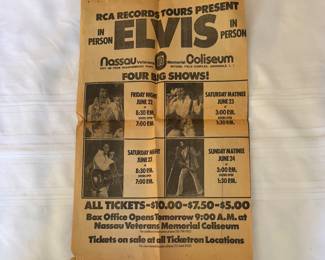 RCA RECORDS TOURS PRESENT
IN PERSON ELVIS IN PERSON
Nassau Veterans Memorial Coliseum
FOUR BIG SHOWS!
FRIDAY NIGHT
JUNE 22
8:30 P.M.
7:00 P.M.
SATURDAY MATINEE
JUNE 23
3:00 P.M.
1:30 P.M.
SATURDAY NIGHT
JUNE 23
8:30 P.M.
7:00 P.M.
SUNDAY MATINEE
JUNE 24
3:00 P.M.
1:30 P.M.
ALL TICKETS-$10.00-$7.50-$5.00
Box Office Opens Tomorrow 9:00 A.M. at
Nassau Veterans Memorial Coliseum
Tickets on sale at all Ticketron Locations